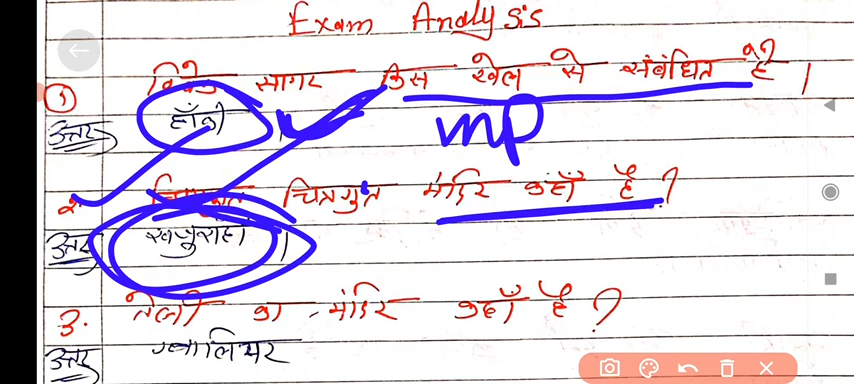 Exam Analysis
① विवेक सागर किस खेल से संबंधित है ।
उत्तर हॉकी ।
mp
2. चित्रगुप्त मंदिर कहाँ है ?
उत्तर खजुराहो ।
3. तेली का मंदिर कहाँ है ?
उत्तर ग्वालियर